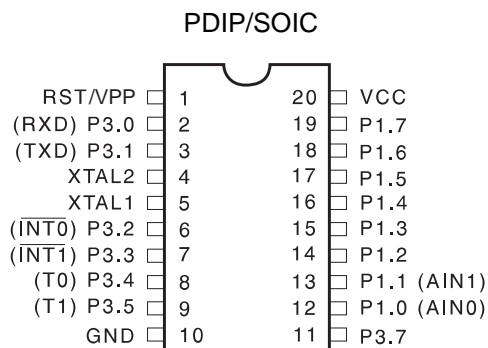 PDIP/SOIC
RST/VPP 1 20 VCC
(RXD) P3.0 2 19 P1.7
(TXD) P3.1 3 18 P1.6
XTAL2 4 17 P1.5
XTAL1 5 16 P1.4
(I̅N̅T̅0̅) P3.2 6 15 P1.3
(I̅N̅T̅1̅) P3.3 7 14 P1.2
(T0) P3.4 8 13 P1.1 (AIN1)
(T1) P3.5 9 12 P1.0 (AIN0)
GND 10 11 P3.7